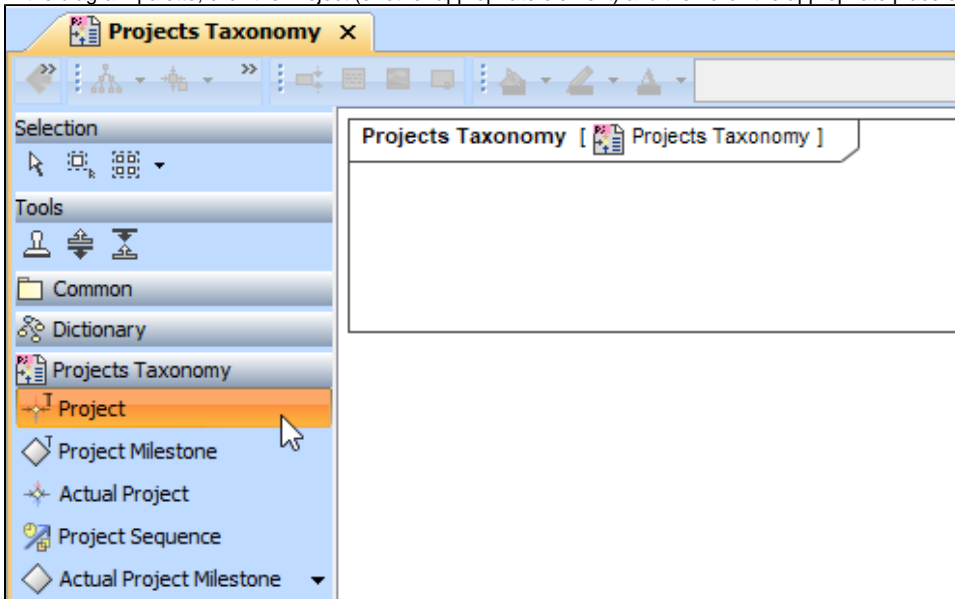 Projects Taxonomy
Selection
Projects Taxonomy [ Projects Taxonomy ]
Tools
Common
Dictionary
Projects Taxonomy
Project
Project Milestone
Actual Project
Project Sequence
Actual Project Milestone